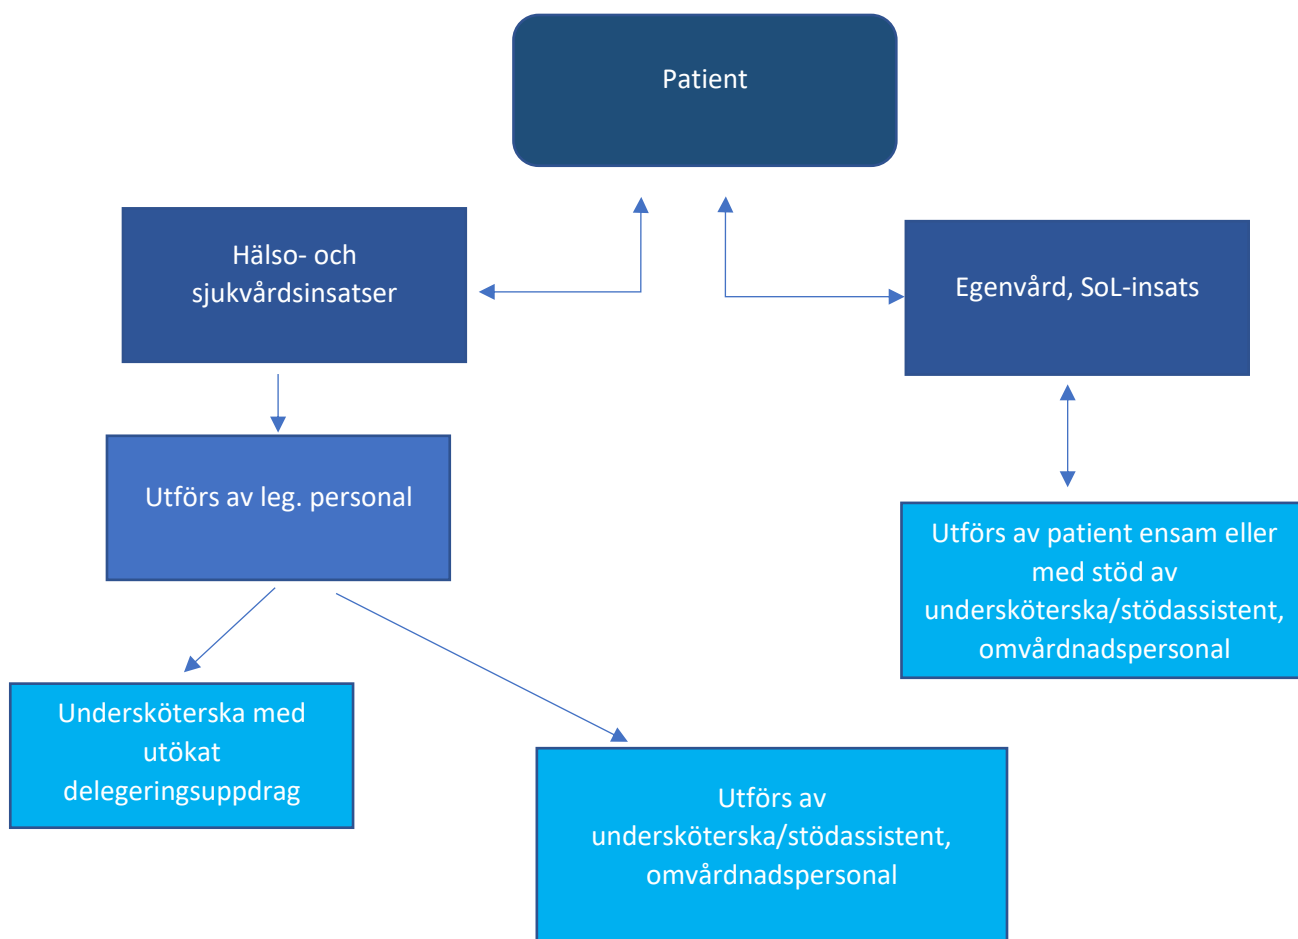 Patient
Hälso- och
sjukvårdsinsatser
Egenvård, SoL-insats
Utförs av leg. personal
Utförs av patient ensam eller
med stöd av
undersköterska/stödassistent,
omvårdnadspersonal
Undersköterska med
utökat
delegeringsuppdrag
Utförs av
undersköterska/stödassistent,
omvårdnadspersonal